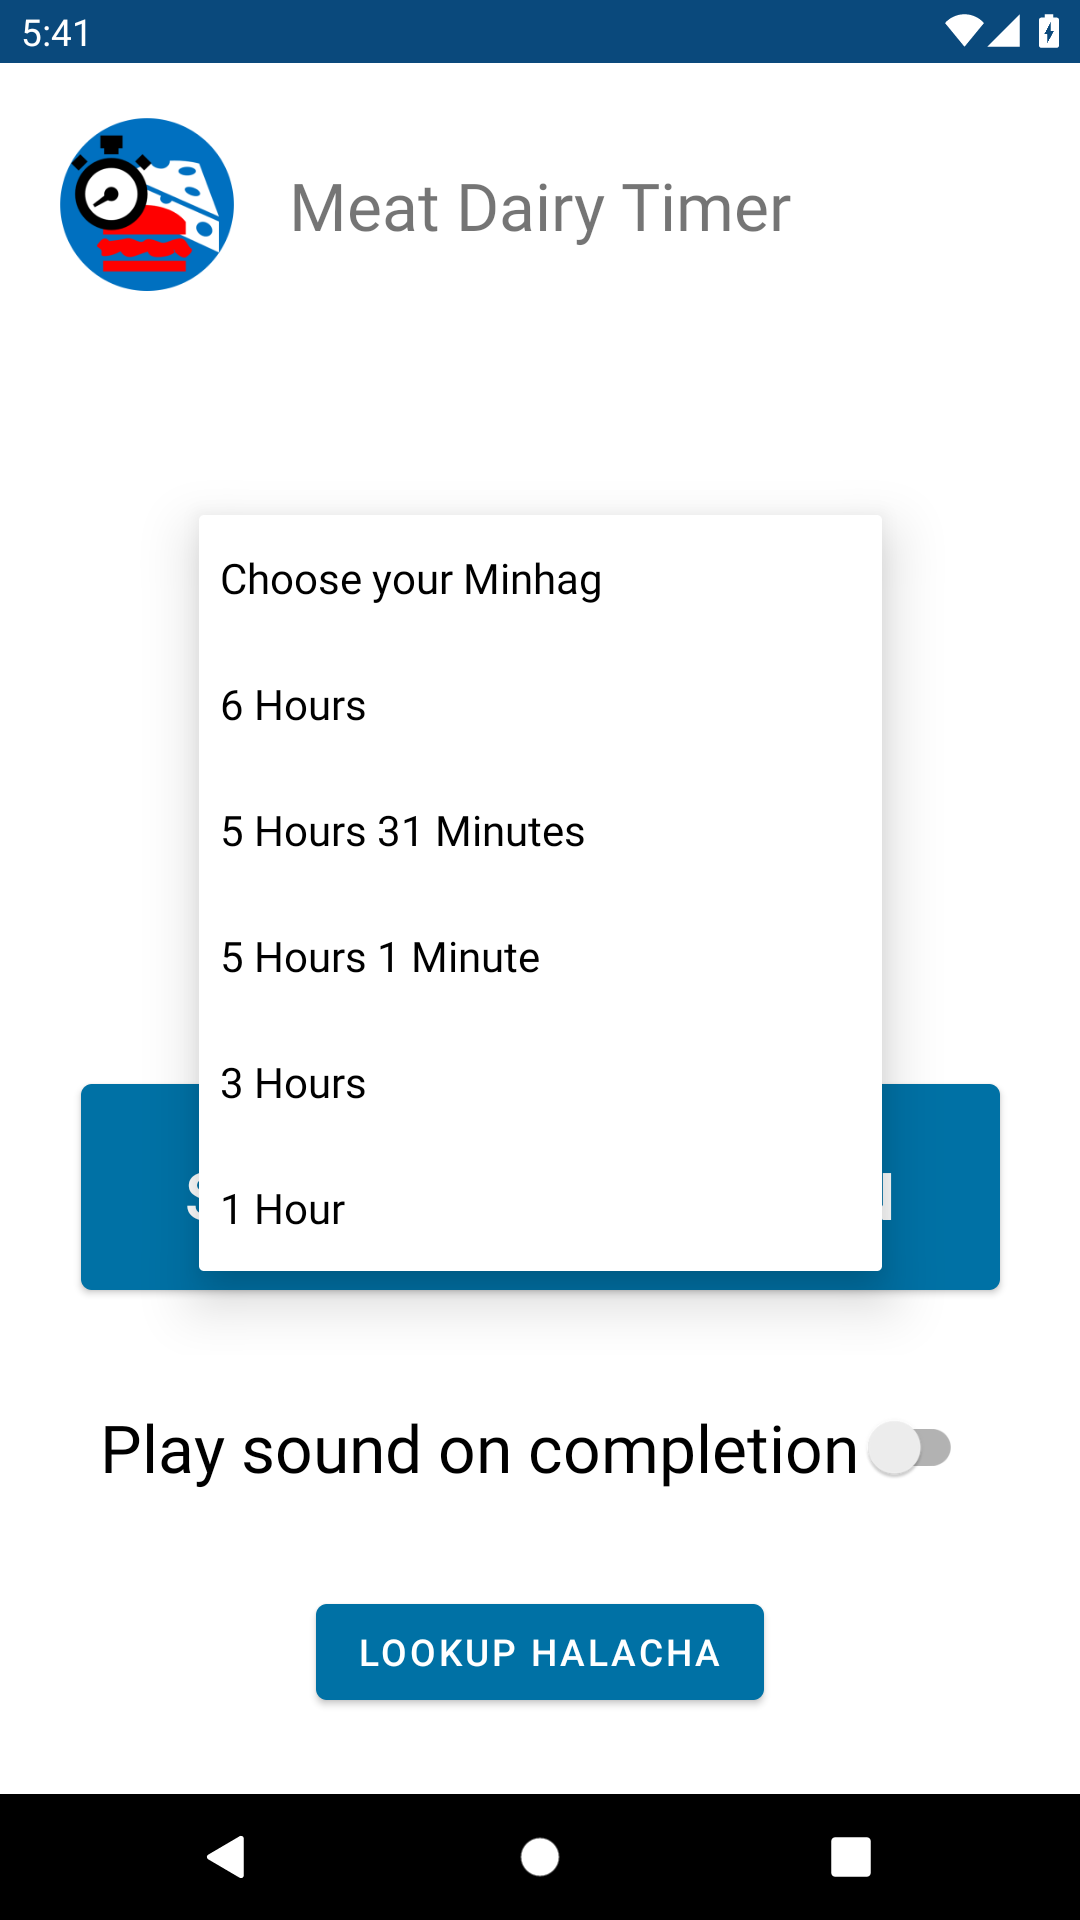 5:41
Meat Dairy Timer
Choose your Minhag
6 Hours
5 Hours 31 Minutes
5 Hours 1 Minute
3 Hours
1 Hour
Play sound on completion
LOOKUP HALACHA